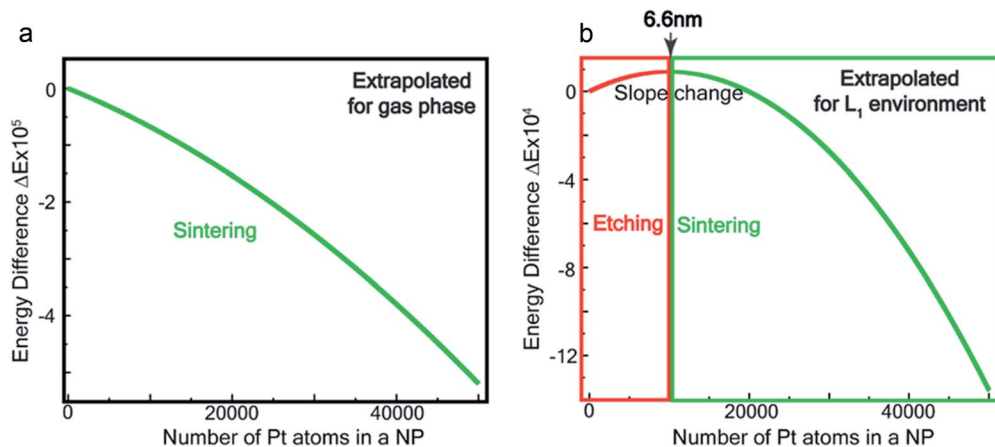 a
Extrapolated
for gas phase
Sintering
0
-2
-4
Energy Difference ΔEx10⁵
0
20000
40000
Number of Pt atoms in a NP
b
6.6nm
Slope change
Extrapolated
for L₁ environment
Etching
Sintering
0
-4
-8
-12
Energy Difference ΔEx10⁴
0
20000
40000
Number of Pt atoms in a NP